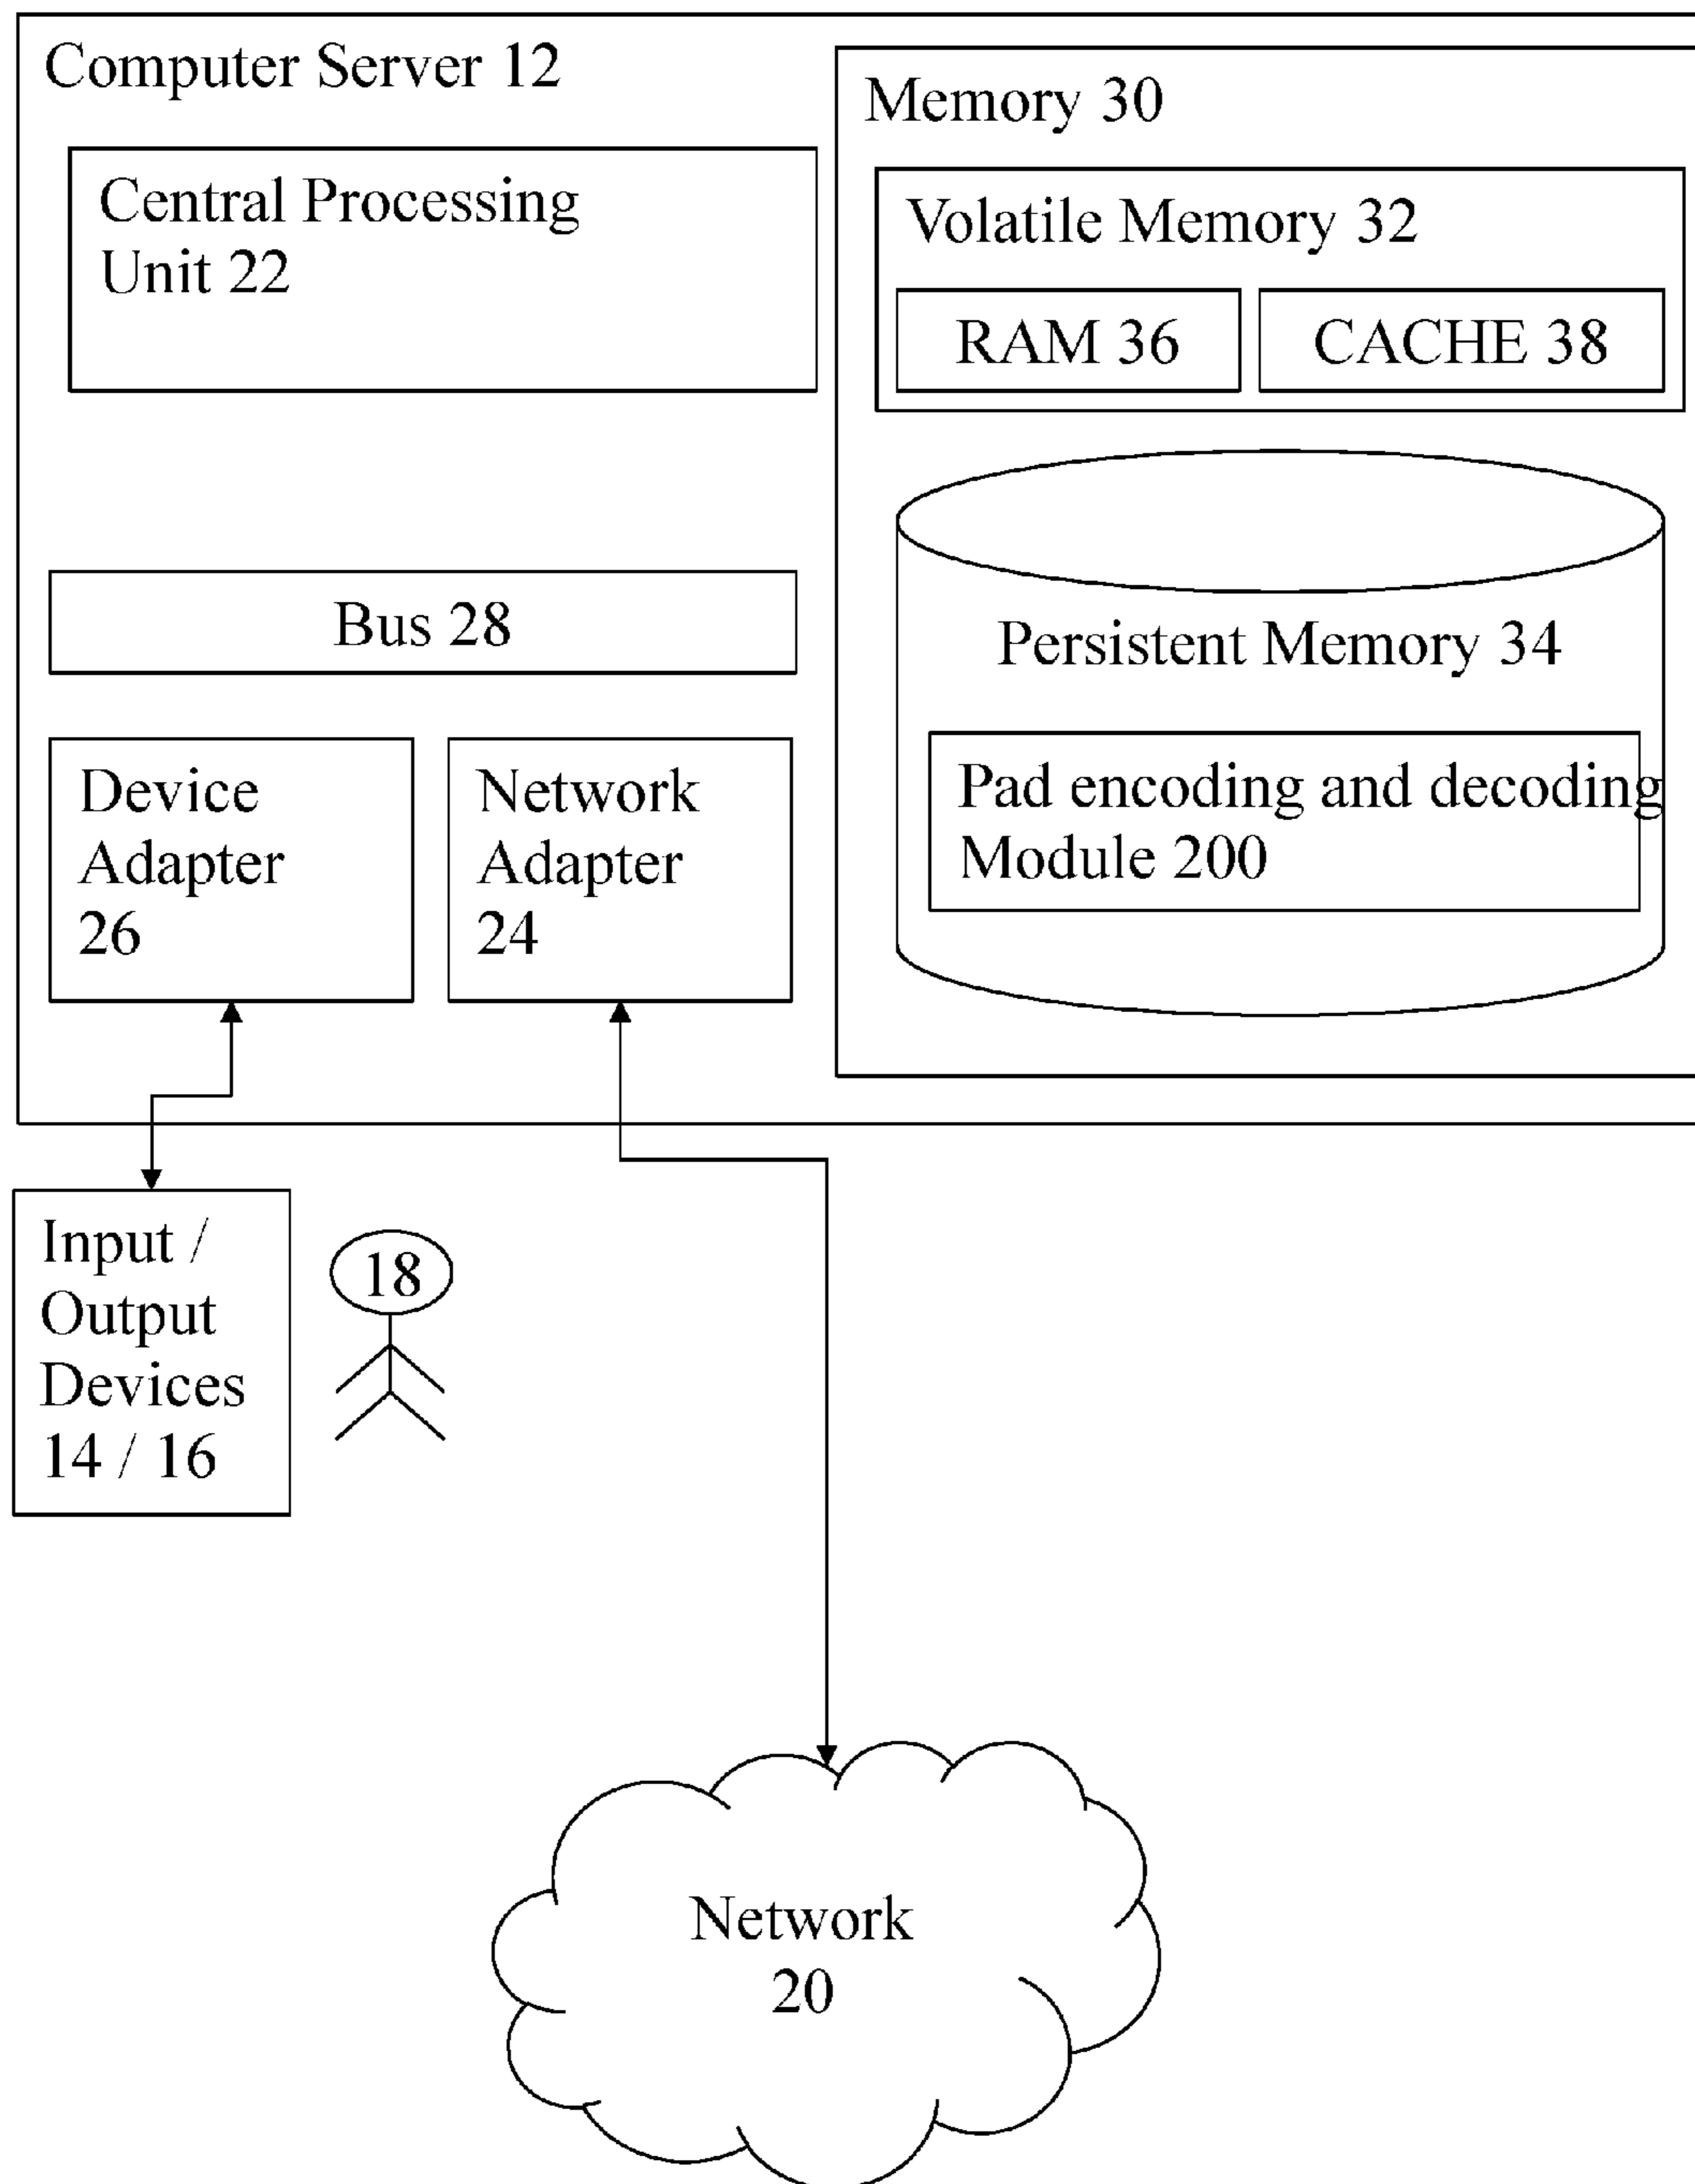 Computer Server 12
Memory 30
Central Processing
Unit 22
Volatile Memory 32
RAM 36
CACHE 38
Bus 28
Persistent Memory 34
Device
Adapter
26
Network
Adapter
24
Pad encoding and decoding
Module 200
Input /
Output
Devices
14 / 16
18
Network
20